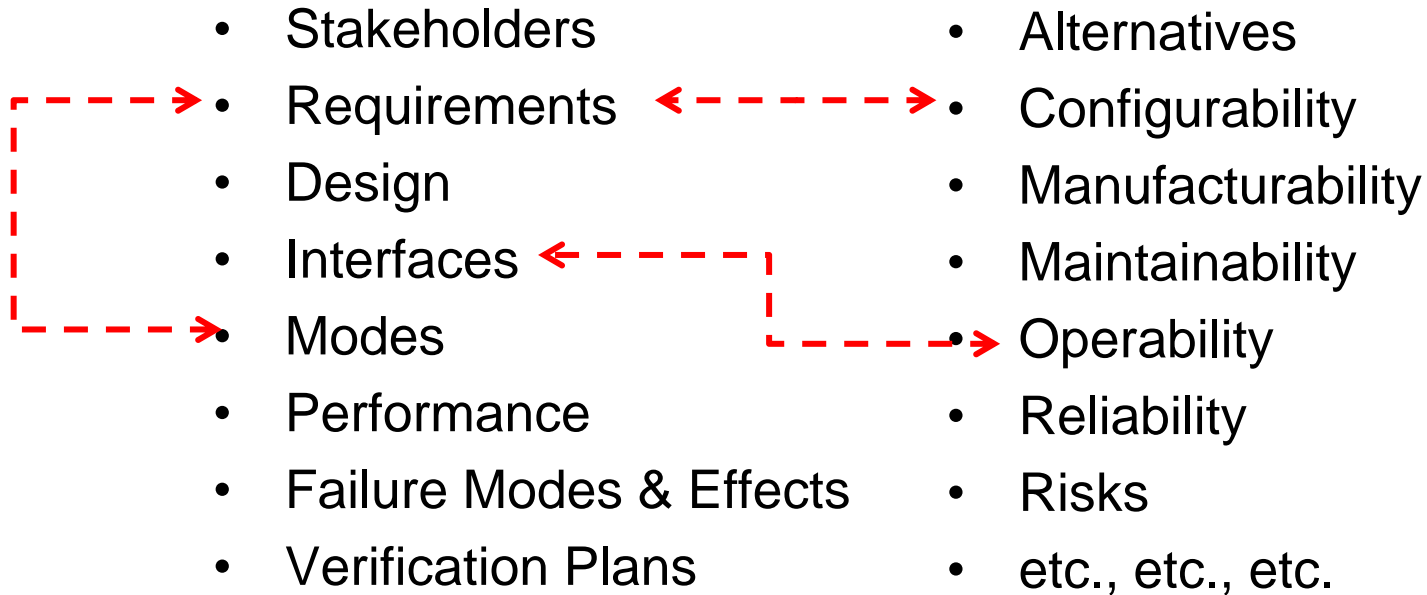 • Stakeholders
• Requirements
• Design
• Interfaces
• Modes
• Performance
• Failure Modes & Effects
• Verification Plans
• Alternatives
• Configurability
• Manufacturability
• Maintainability
• Operability
• Reliability
• Risks
• etc., etc., etc.